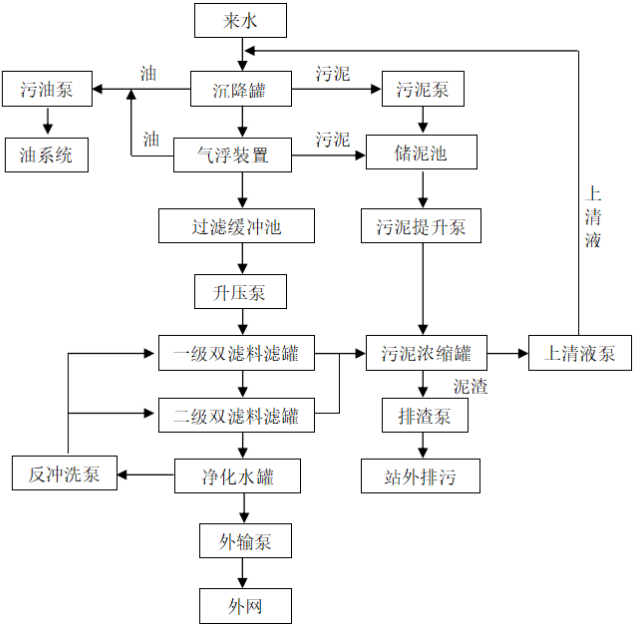 来水
油
污泥
污油泵
沉降罐
污泥泵
油系统
油
气浮装置
污泥
储泥池
上清液
过滤缓冲池
污泥提升泵
升压泵
一级双滤料滤罐
污泥浓缩罐
上清液泵
泥渣
二级双滤料滤罐
排渣泵
反冲洗泵
净化水罐
站外排污
外输泵
外网